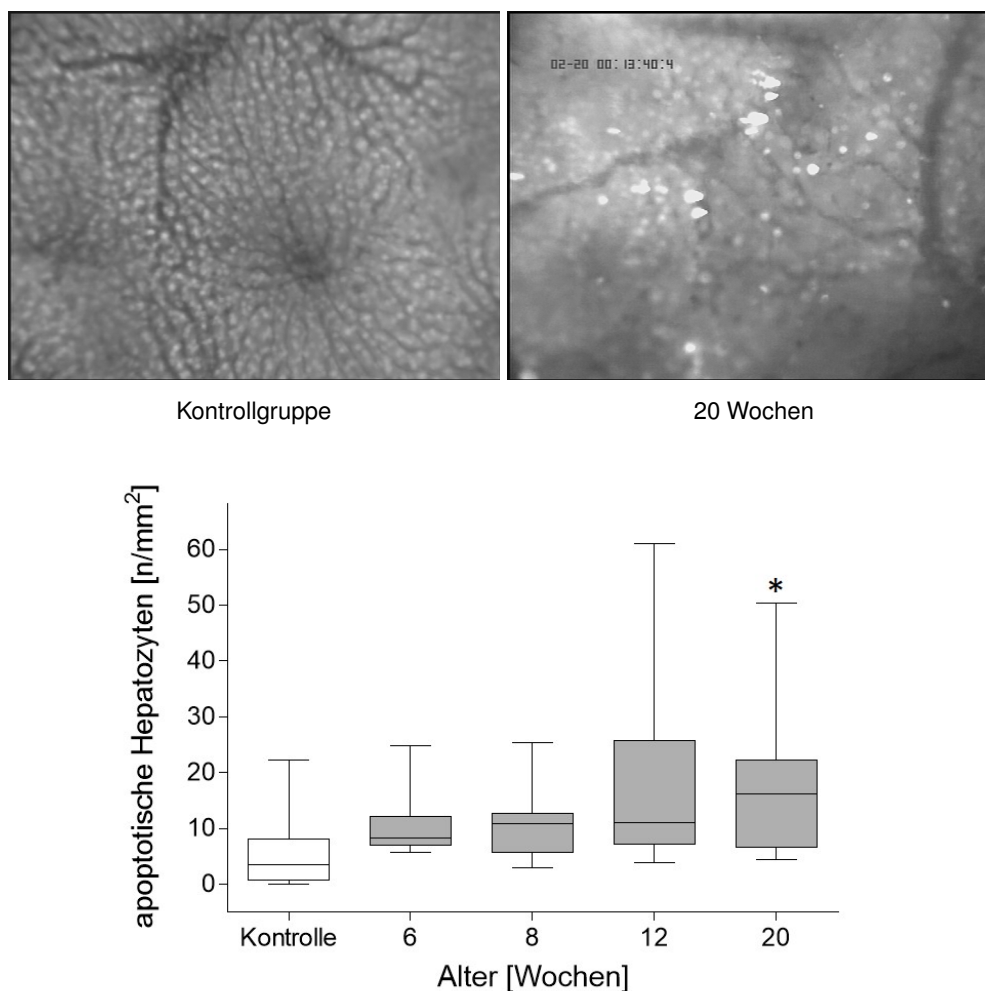 02-20 00:13:40:4
Kontrollgruppe
20 Wochen
apoptotische Hepatozyten [n/mm²]
60
50
40
30
20
10
0
*
Kontrolle
6
8
12
20
Alter [Wochen]